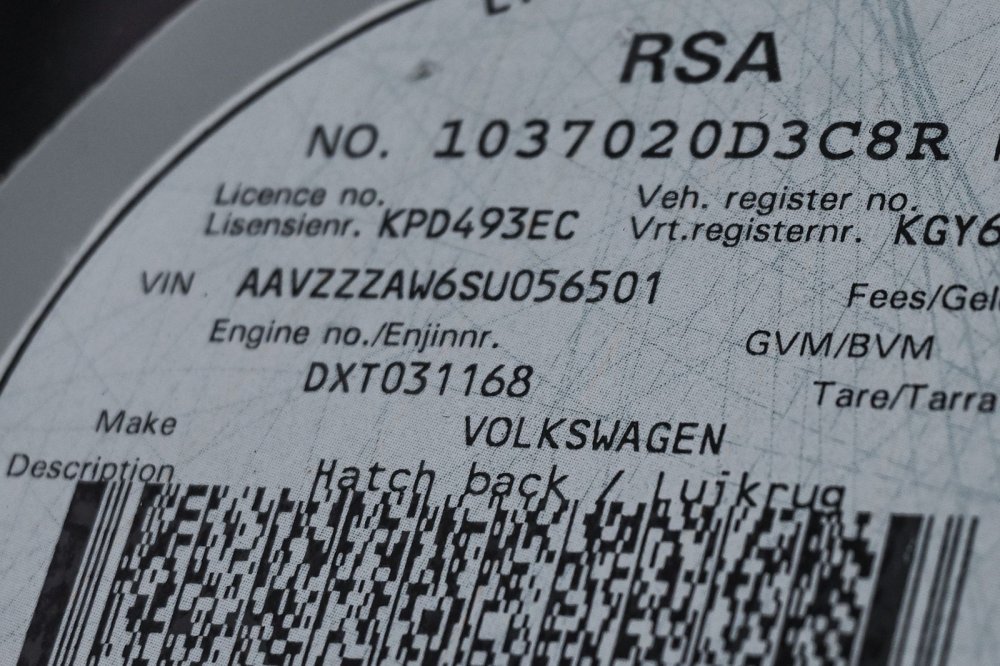 RSA
NO. 1037020D3C8R
Licence no. Veh. register no.
Lisensienr. KPD493EC Vrt.registernr. KGY6
VIN AAVZZZAW6SU056501 Fees/Gel
Engine no./Enjinnr. GVM/BVM
DXT031168 Tare/Tarra
Make VOLKSWAGEN
Description Hatch back / Luikrug